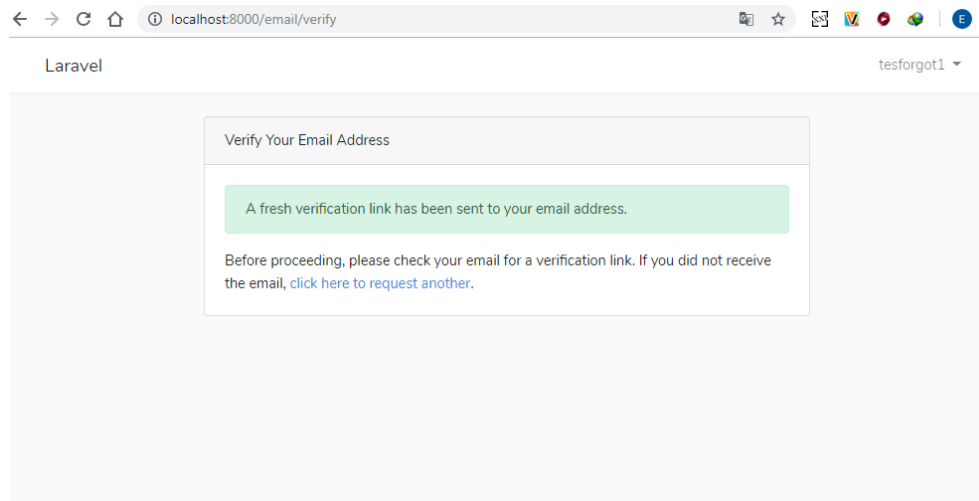 localhost:8000/email/verify
E
Laravel
tesforgot1
Verify Your Email Address
A fresh verification link has been sent to your email address.
Before proceeding, please check your email for a verification link. If you did not receive
the email, click here to request another.